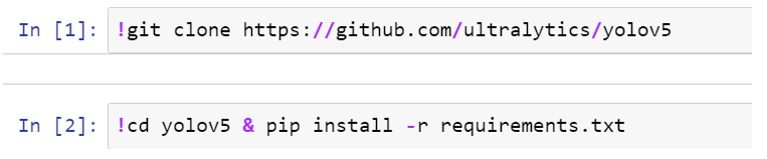 In [1]: !git clone https://github.com/ultralytics/yolov5
In [2]: !cd yolov5 & pip install -r requirements.txt